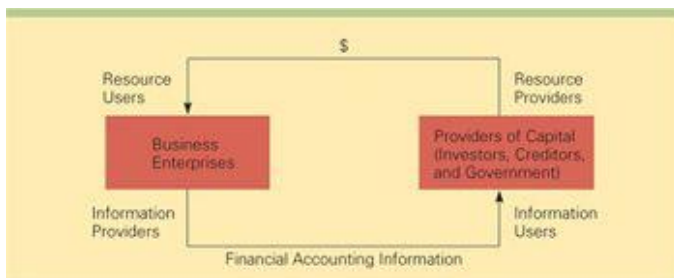 $
Resource
Users
Resource
Providers
Business
Enterprises
Providers of Capital
(Investors, Creditors,
and Government)
Information
Providers
Information
Users
Financial Accounting Information